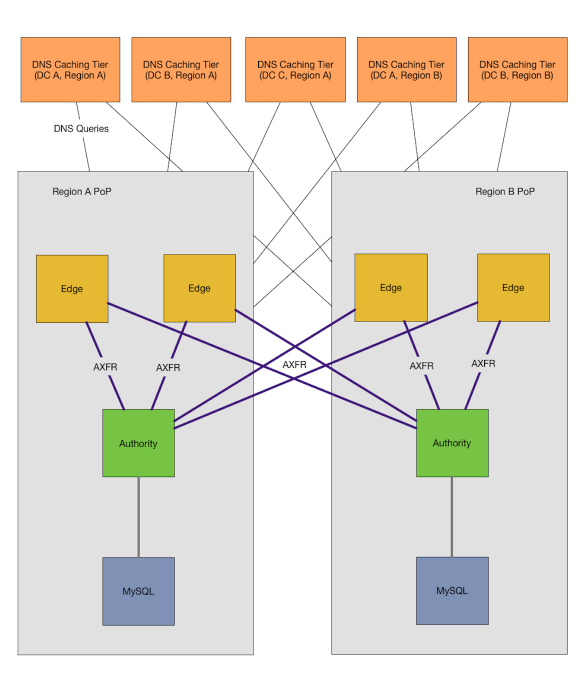 DNS Caching Tier
(DC A, Region A)
DNS Caching Tier
(DC B, Region A)
DNS Caching Tier
(DC C, Region A)
DNS Caching Tier
(DC A, Region B)
DNS Caching Tier
(DC B, Region B)
DNS Queries
Region A PoP
Region B PoP
Edge
Edge
Edge
Edge
AXFR
AXFR
AXFR
AXFR
AXFR
Authority
Authority
MySQL
MySQL